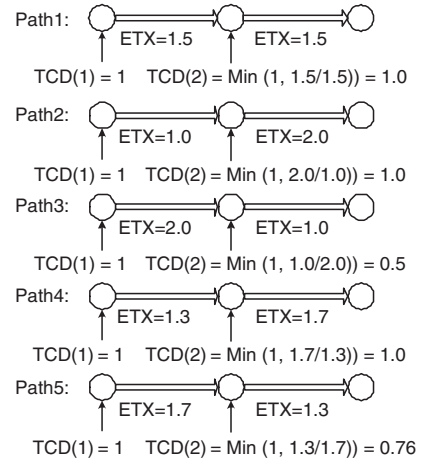 Path1:
ETX=1.5 ETX=1.5
TCD(1) = 1 TCD(2) = Min (1, 1.5/1.5)) = 1.0
Path2:
ETX=1.0 ETX=2.0
TCD(1) = 1 TCD(2) = Min (1, 2.0/1.0)) = 1.0
Path3:
ETX=2.0 ETX=1.0
TCD(1) = 1 TCD(2) = Min (1, 1.0/2.0)) = 0.5
Path4:
ETX=1.3 ETX=1.7
TCD(1) = 1 TCD(2) = Min (1, 1.7/1.3)) = 1.0
Path5:
ETX=1.7 ETX=1.3
TCD(1) = 1 TCD(2) = Min (1, 1.3/1.7)) = 0.76